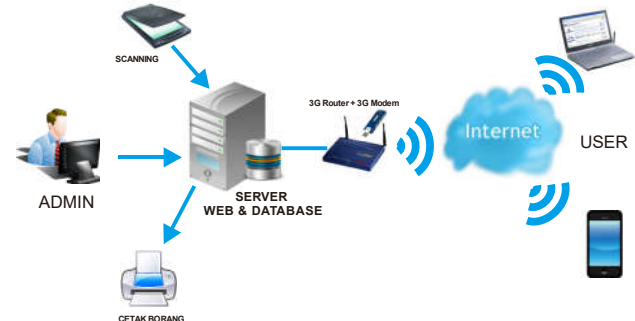 SCANNING
3G Router + 3G Modem
Internet
USER
ADMIN
SERVER
WEB & DATABASE
CETAK BORANG